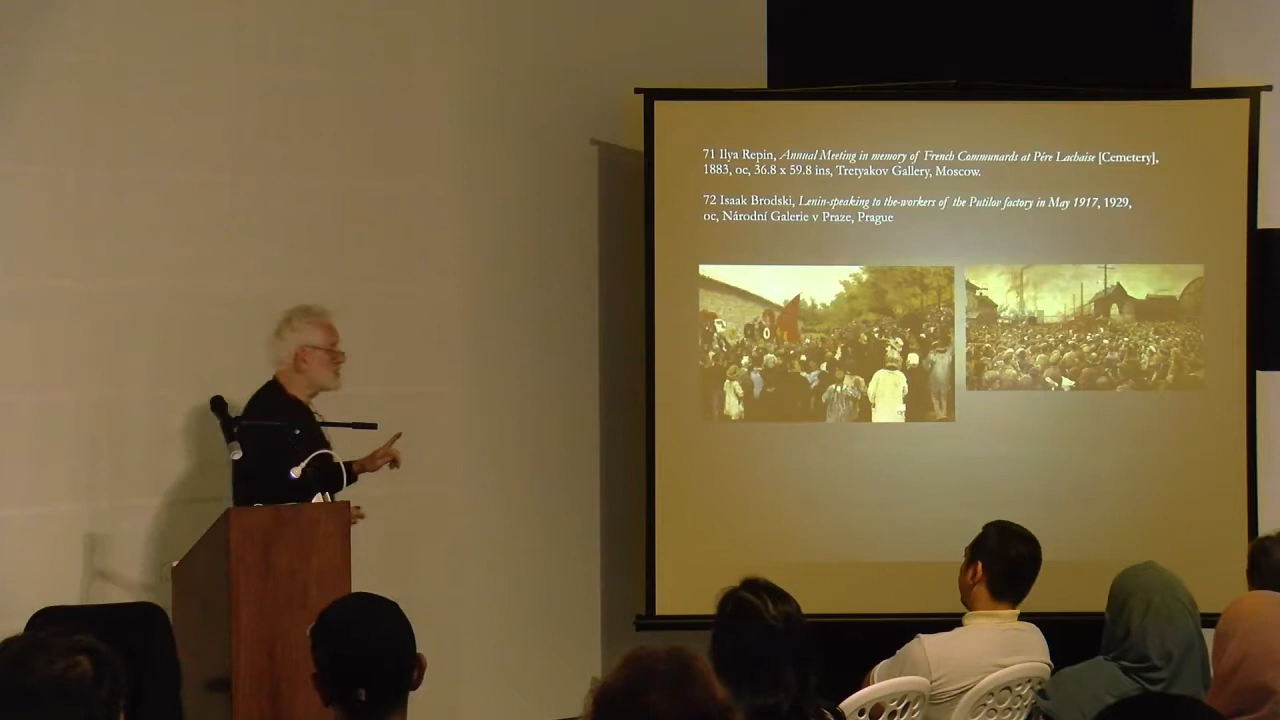 71 Ilya Repin, Annual Meeting in memory of French Communards at Pére Lachaise [Cemetery],
1883, oc, 36.8 x 59.8 ins, Tretyakov Gallery, Moscow.
72 Isaak Brodski, Lenin-speaking to the-workers of the Putilov factory in May 1917, 1929,
oc, Národní Galerie v Praze, Prague